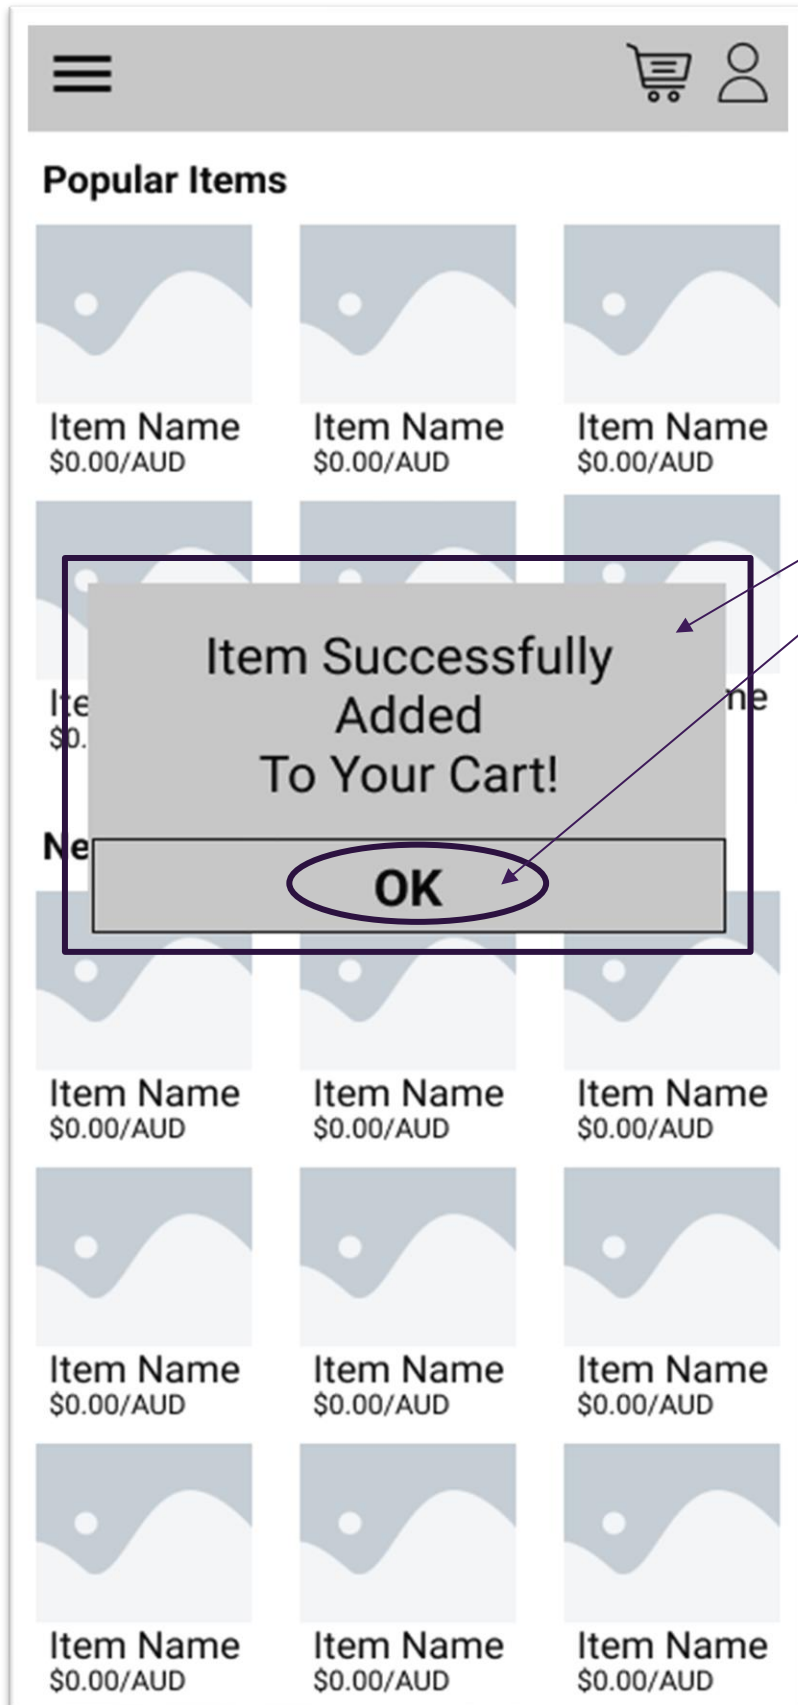 Popular Items
Item Name Item Name Item Name
$0.00/AUD $0.00/AUD $0.00/AUD
Item Successfully
Added
To Your Cart!
OK
Item Name Item Name Item Name
$0.00/AUD $0.00/AUD $0.00/AUD
Item Name Item Name Item Name
$0.00/AUD $0.00/AUD $0.00/AUD
Item Name Item Name Item Name
$0.00/AUD $0.00/AUD $0.00/AUD